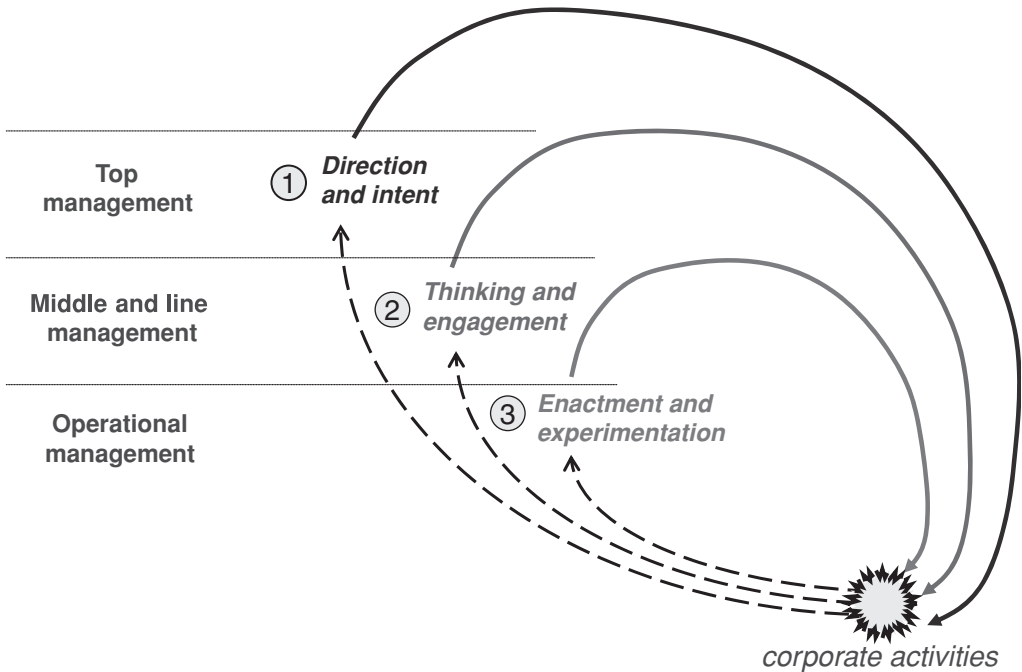 Top
management
1
Direction
and intent
Middle and line
management
2
Thinking and
engagement
Operational
management
3
Enactment and
experimentation
corporate activities